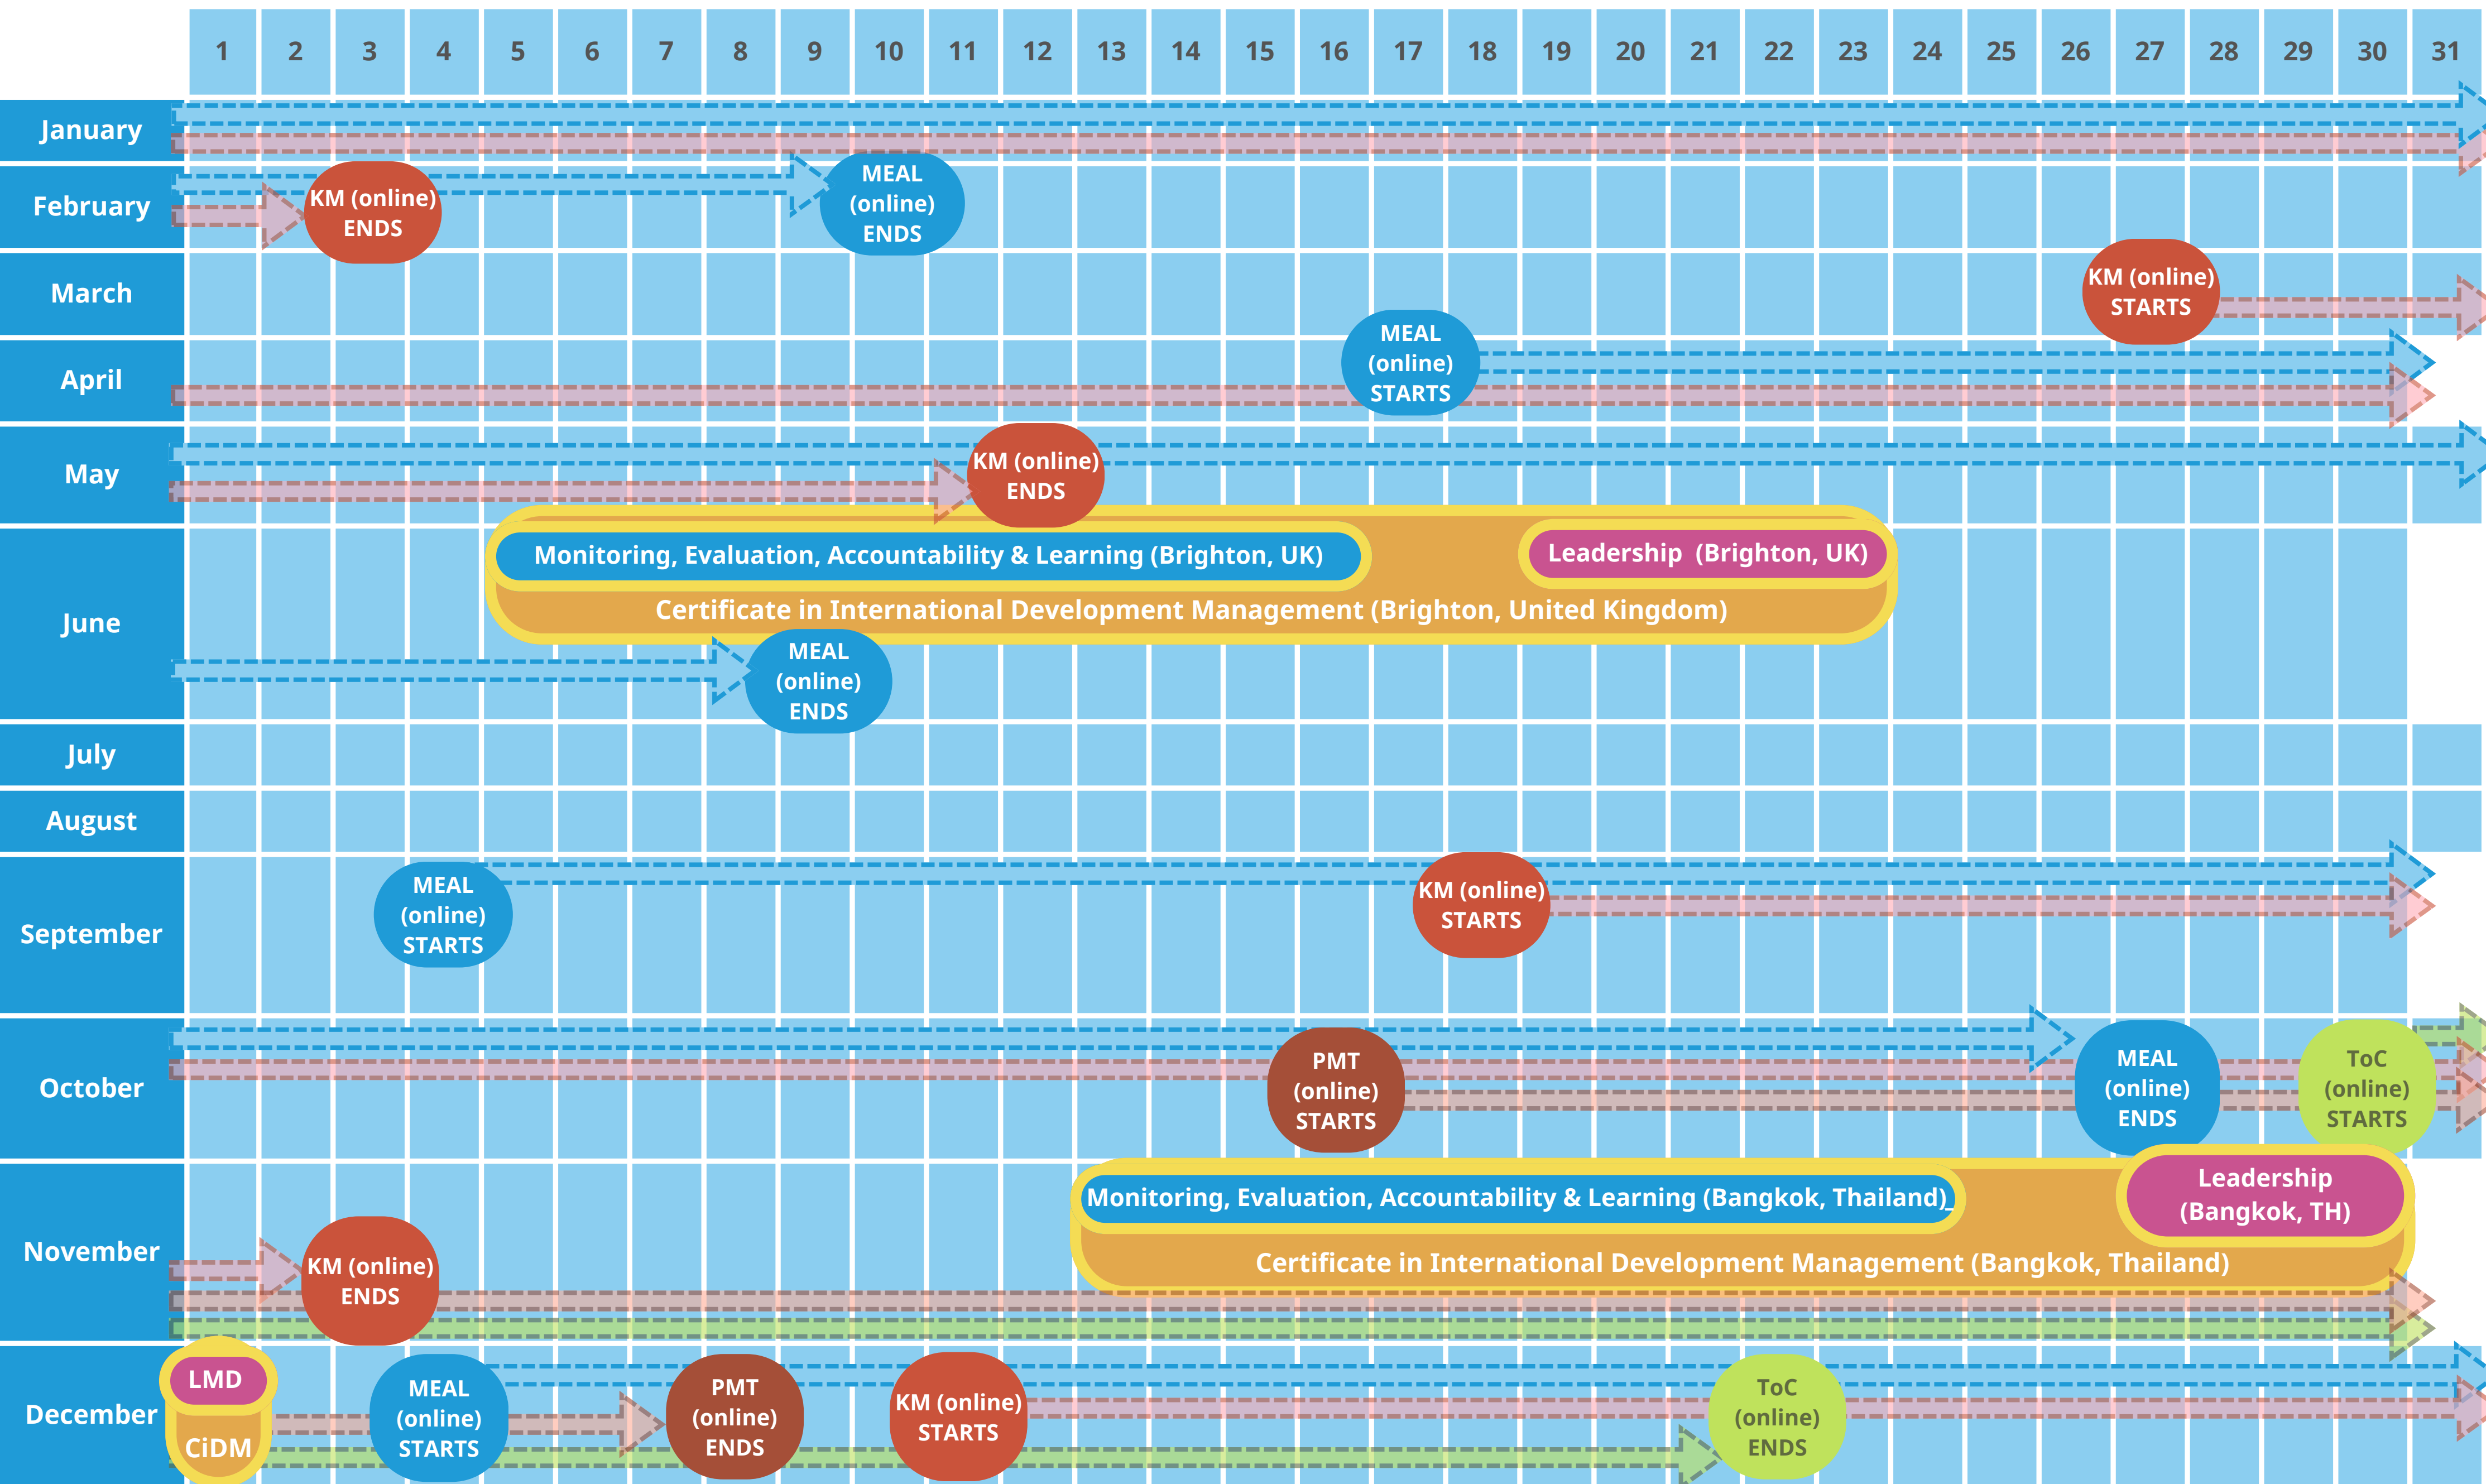 1 2 3 4 5 6 7 8 9 10 11 12 13 14 15 16 17 18 19 20 21 22 23 24 25 26 27 28 29 30 31
January
February
KM (online)
ENDS
MEAL
(online)
ENDS
March
KM (online)
STARTS
April
MEAL
(online)
STARTS
May
KM (online)
ENDS
June
Monitoring, Evaluation, Accountability & Learning (Brighton, UK)
Leadership (Brighton, UK)
Certificate in International Development Management (Brighton, United Kingdom)
MEAL
(online)
ENDS
July
August
September
MEAL
(online)
STARTS
KM (online)
STARTS
October
PMT
(online)
STARTS
MEAL
(online)
ENDS
ToC
(online)
STARTS
November
Monitoring, Evaluation, Accountability & Learning (Bangkok, Thailand)_
Leadership
(Bangkok, TH)
Certificate in International Development Management (Bangkok, Thailand)
KM (online)
ENDS
December
LMD
CiDM
MEAL
(online)
STARTS
PMT
(online)
ENDS
KM (online)
STARTS
ToC
(online)
ENDS